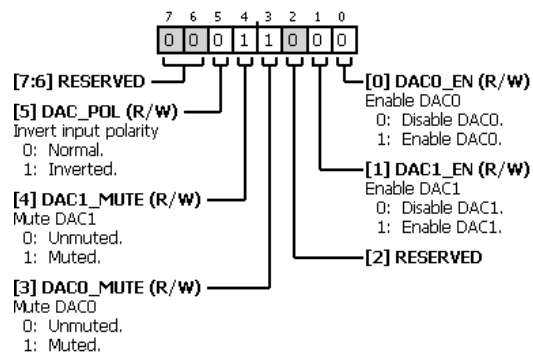 7 6 5 4 3 2 1 0
0 0 0 1 1 0 0 0
[7:6] RESERVED
[5] DAC_POL (R/W)
Invert input polarity
0: Normal.
1: Inverted.
[4] DAC1_MUTE (R/W)
Mute DAC1
0: Unmuted.
1: Muted.
[3] DAC0_MUTE (R/W)
Mute DAC0
0: Unmuted.
1: Muted.
[0] DAC0_EN (R/W)
Enable DAC0
0: Disable DAC0.
1: Enable DAC0.
[1] DAC1_EN (R/W)
Enable DAC1
0: Disable DAC1.
1: Enable DAC1.
[2] RESERVED